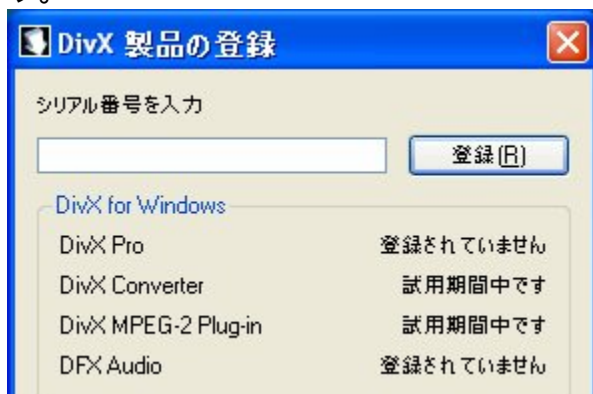 す。
DivX 製品の登録
シリアル番号を入力
登録(R)
DivX for Windows
DivX Pro 登録されていません
DivX Converter 試用期間中です
DivX MPEG-2 Plug-in 試用期間中です
DFX Audio 登録されていません